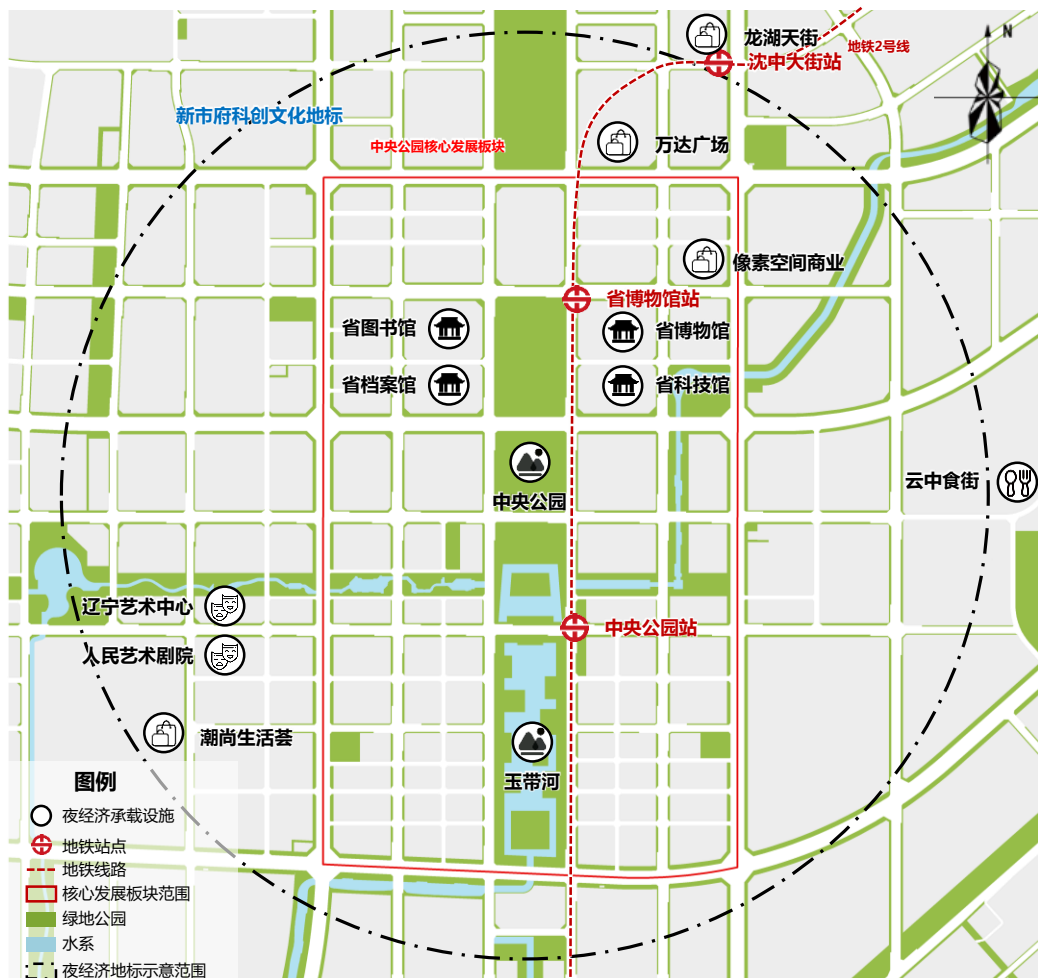 龙湖天街
地铁2号线
沈中大街站
N
新市府科创文化地标
中央公园核心发展板块
万达广场
像素空间商业
省博物馆站
省图书馆
省博物馆
省档案馆
省科技馆
中央公园
云中食街
辽宁艺术中心
中央公园站
人民艺术剧院
潮尚生活荟
玉带河
图例
夜经济承载设施
地铁站点
地铁线路
核心发展板块范围
绿地公园
水系
夜经济地标示意范围